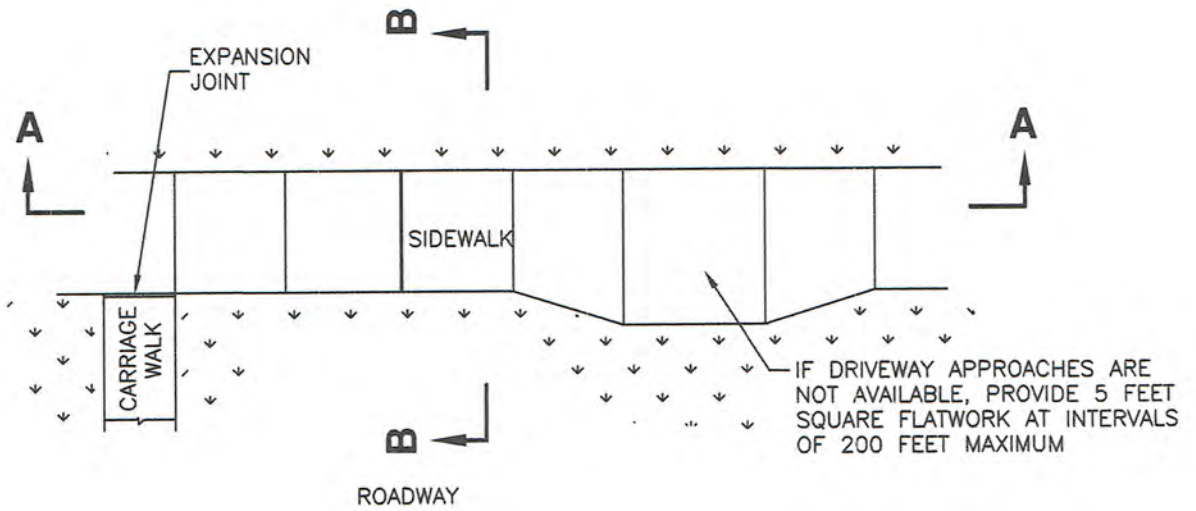 B
EXPANSION
JOINT
A
A
SIDEWALK
CARRIAGE
WALK
IF DRIVEWAY APPROACHES ARE
NOT AVAILABLE, PROVIDE 5 FEET
SQUARE FLATWORK AT INTERVALS
OF 200 FEET MAXIMUM
B
ROADWAY